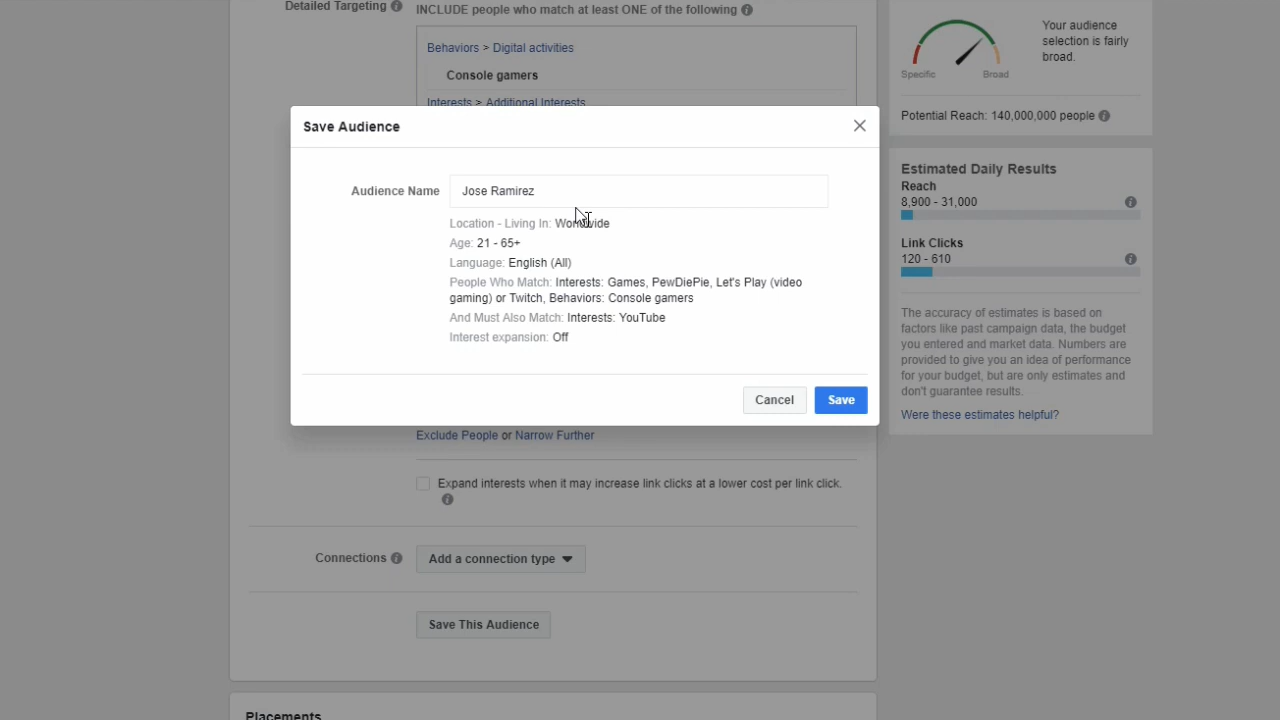 Detailed Targeting
INCLUDE people who match at least ONE of the following
Behaviors > Digital activities
Console gamers
Interests > Additional Interests
Save Audience
Audience Name
Jose Ramirez
Location - Living In: Worldwide
Age: 21 - 65+
Language: English (All)
People Who Match: Interests: Games, PewDiePie, Let's Play (video
gaming) or Twitch, Behaviors: Console gamers
And Must Also Match: Interests: YouTube
Interest expansion: Off
Cancel
Save
Exclude People or Narrow Further
Expand interests when it may increase link clicks at a lower cost per link click.
Connections
Add a connection type
Save This Audience
Placements
Your audience
selection is fairly
broad.
Specific
Broad
Potential Reach: 140,000,000 people
Estimated Daily Results
Reach
8,900 - 31,000
Link Clicks
120 - 610
The accuracy of estimates is based on
factors like past campaign data, the budget
you entered and market data. Numbers are
provided to give you an idea of performance
for your budget, but are only estimates and
don't guarantee results.
Were these estimates helpful?